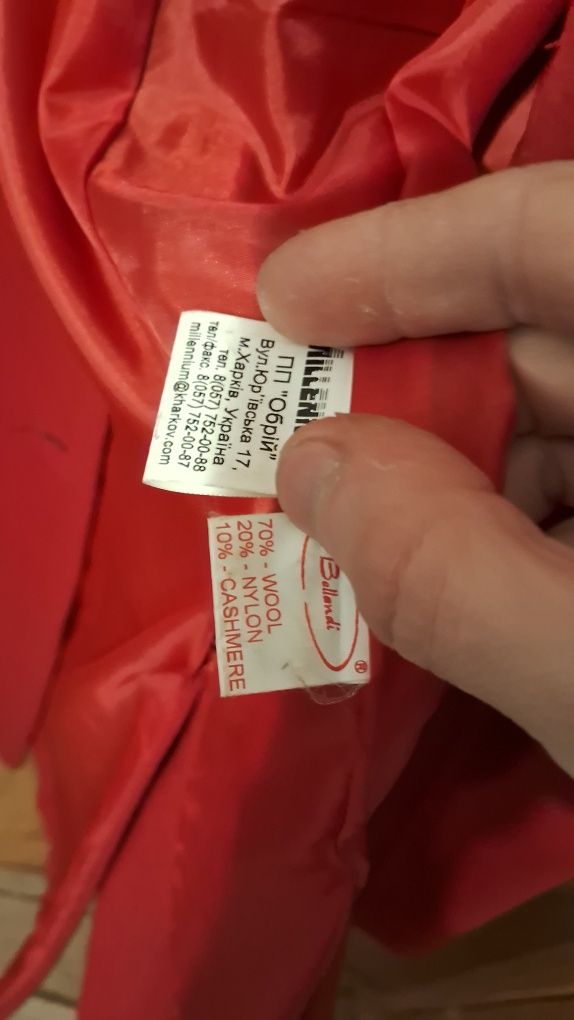 ПП "Обрій"
Вул.Юр'ївська 17,
м.Харків, Україна
тел. 8(057) 752-00-88
тел/факс. 8(057) 752-00-87
millennium@kharkov.com
Bellandi
®
70% - WOOL
20% - NYLON
10% - CASHMERE